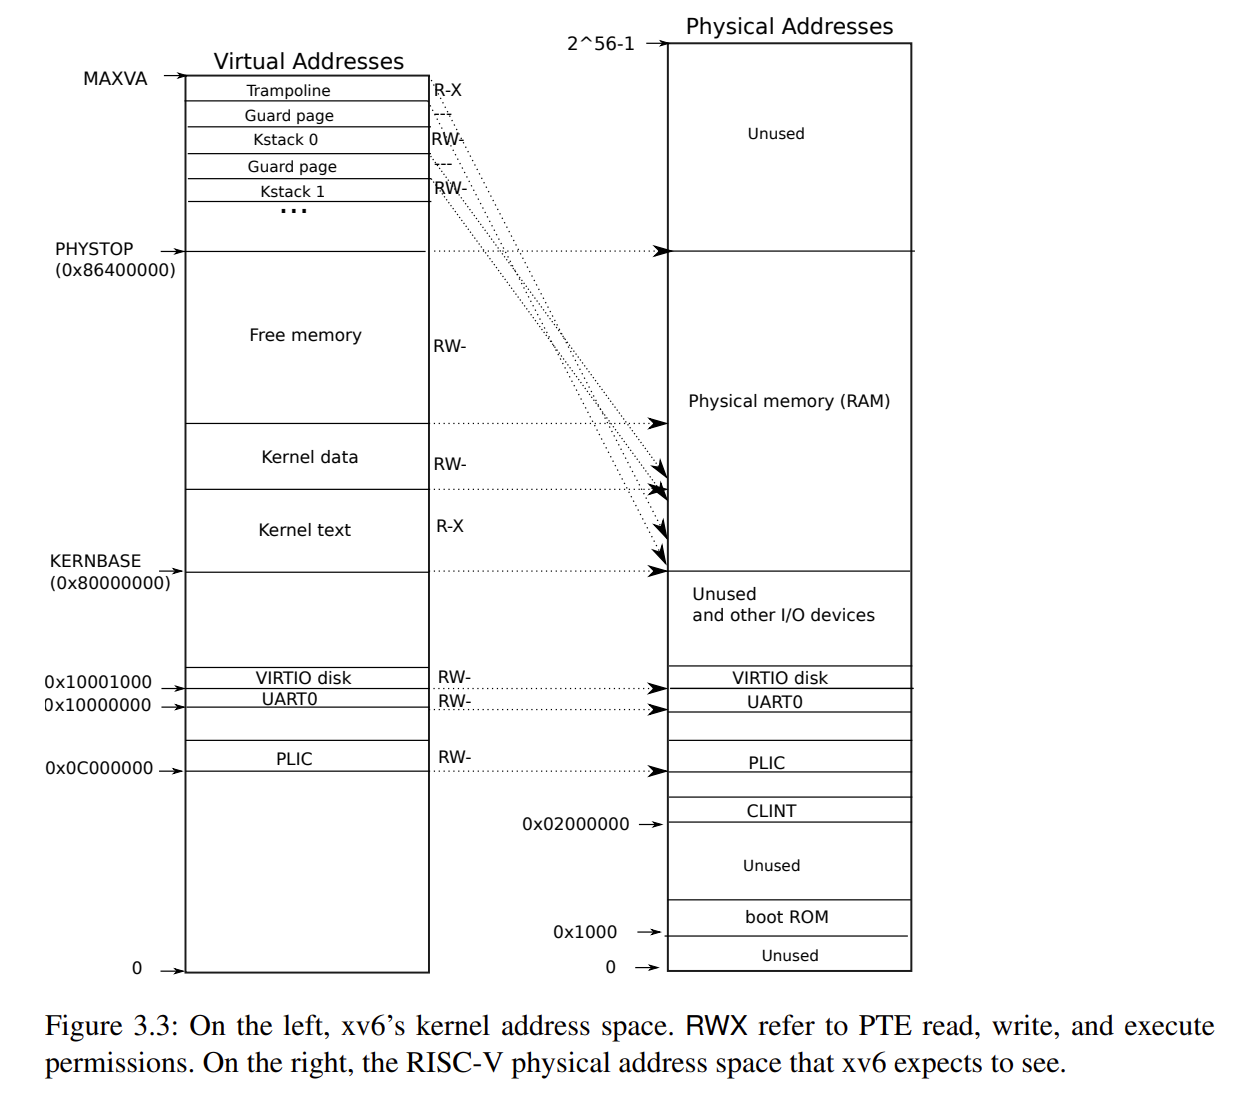 Physical Addresses
2^56-1
Virtual Addresses
MAXVA
Trampoline
R-X
Guard page
---
Kstack 0
RW-
Guard page
---
Kstack 1
RW-
...
Unused
PHYSTOP
(0x86400000)
Free memory
RW-
Physical memory (RAM)
Kernel data
RW-
Kernel text
R-X
KERNBASE
(0x80000000)
Unused
and other I/O devices
0x10001000
VIRTIO disk
RW-
VIRTIO disk
0x10000000
UART0
RW-
UART0
0x0C000000
PLIC
RW-
PLIC
CLINT
0x02000000
Unused
boot ROM
0x1000
Unused
0
0
Figure 3.3: On the left, xv6's kernel address space. RWX refer to PTE read, write, and execute
permissions. On the right, the RISC-V physical address space that xv6 expects to see.